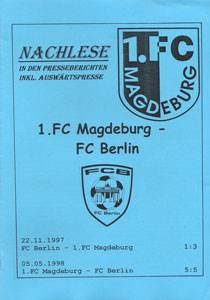 NACHLESE
IN DEN PRESSEBERICHTEN
INKL. AUSWÄRTSPRESSE
1.FC
MAGDEBURG
1.FC Magdeburg -
FC Berlin
FCB
FC Berlin
22.11.1997
FC Berlin - 1.FC Magdeburg 1:3
05.05.1998
1.FC Magdeburg - FC Berlin 5:5